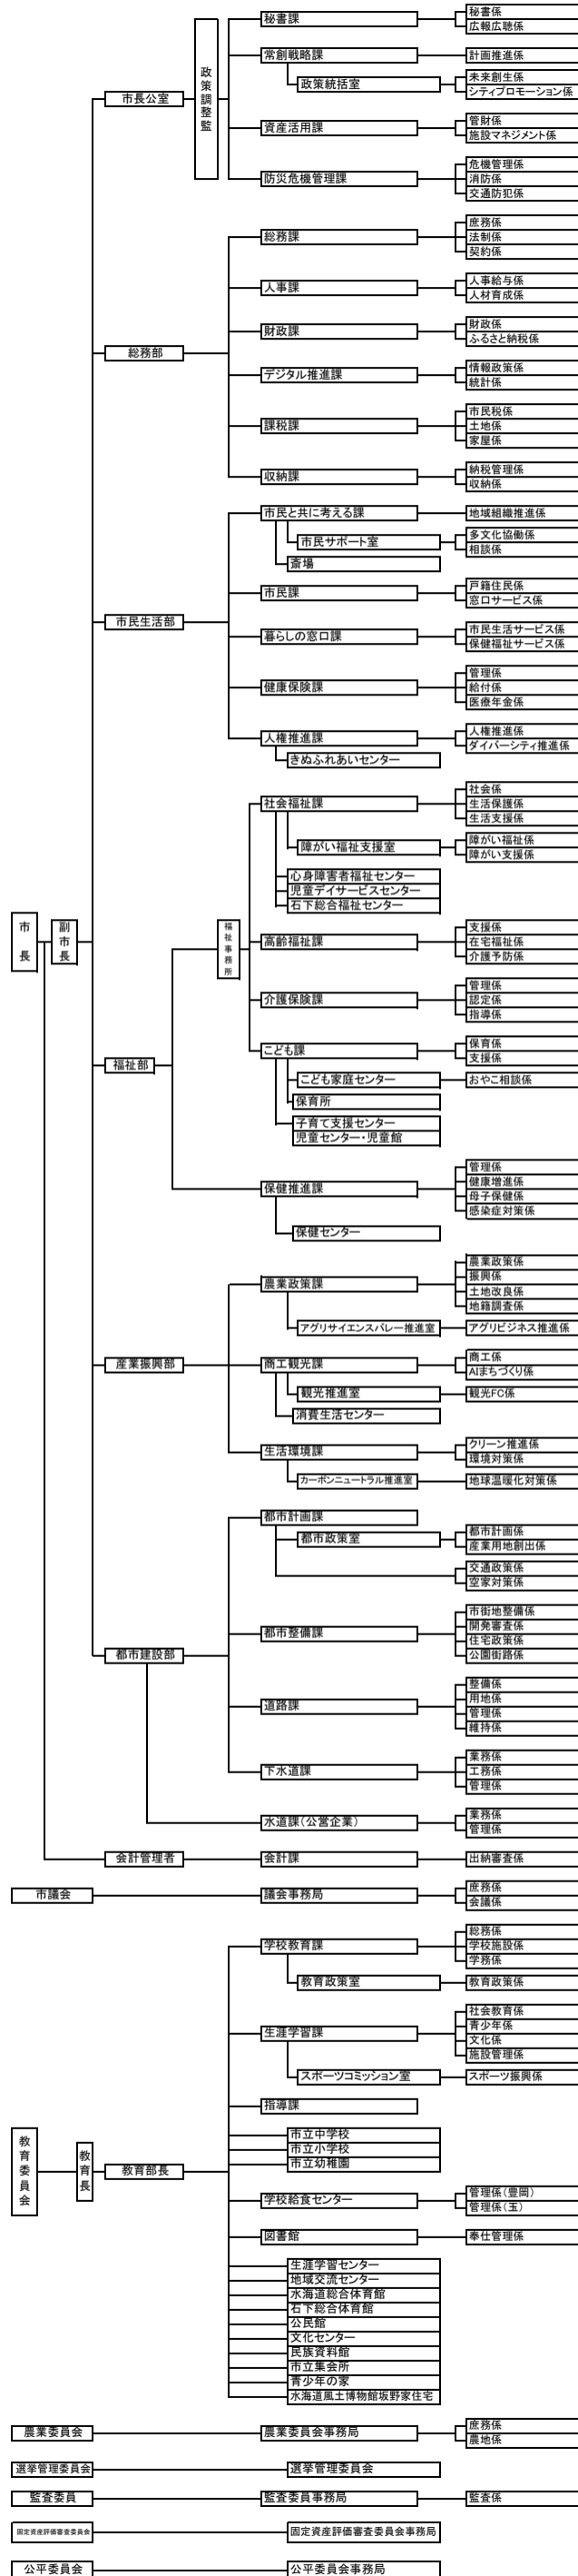 秘書課
秘書係
広報広聴係
常創戦略課
計画推進係
政策統括室
未来創生係
シティプロモーション係
市長公室
政策調整監
資産活用課
管財係
施設マネジメント係
防災危機管理課
危機管理係
消防係
交通防犯係
総務課
庶務係
法制係
契約係
人事課
人事給与係
人材育成係
総務部
財政課
財政係
ふるさと納税係
デジタル推進課
情報政策係
統計係
課税課
市民税係
土地係
家屋係
収納課
納税管理係
収納係
市民と共に考える課
地域組織推進係
市民サポート室
多文化協働係
相談係
斎場
市民生活部
市民課
戸籍住民係
窓口サービス係
暮らしの窓口課
市民生活サービス係
保健福祉サービス係
健康保険課
管理係
給付係
医療年金係
人権推進課
人権推進係
ダイバーシティ推進係
きぬふれあいセンター
社会福祉課
社会係
生活保護係
生活支援係
障がい福祉支援室
障がい福祉係
障がい支援係
心身障害者福祉センター
児童デイサービスセンター
石下総合福祉センター
市長
副市長
福祉事務所
高齢福祉課
支援係
在宅福祉係
介護予防係
介護保険課
管理係
認定係
指導係
福祉部
こども課
保育係
支援係
こども家庭センター
おやこ相談係
保育所
子育て支援センター
児童センター・児童館
保健推進課
管理係
健康増進係
母子保健係
感染症対策係
保健センター
農業政策課
農業政策係
振興係
土地改良係
地籍調査係
アグリサイエンスバレー推進室
アグリビジネス推進係
産業振興部
商工観光課
商工係
AIまちづくり係
観光推進室
観光FC係
消費生活センター
生活環境課
クリーン推進係
環境対策係
カーボンニュートラル推進室
地球温暖化対策係
都市計画課
都市政策室
都市計画係
産業用地創出係
交通政策係
空家対策係
都市建設部
都市整備課
市街地整備係
開発審査係
住宅政策係
公園街路係
道路課
整備係
用地係
管理係
維持係
下水道課
業務係
工務係
管理係
水道課(公営企業)
業務係
管理係
会計管理者
会計課
出納審査係
市議会
議会事務局
庶務係
会議係
学校教育課
総務係
学校施設係
学務係
教育政策室
教育政策係
生涯学習課
社会教育係
青少年係
文化係
施設管理係
スポーツコミッション室
スポーツ振興係
指導課
教育委員会
教育長
教育部長
市立中学校
市立小学校
市立幼稚園
学校給食センター
管理係(豊岡)
管理係(玉)
図書館
奉仕管理係
生涯学習センター
地域交流センター
水海道総合体育館
石下総合体育館
公民館
文化センター
民族資料館
市立集会所
青少年の家
水海道風土博物館坂野家住宅
農業委員会
農業委員会事務局
庶務係
農地係
選挙管理委員会
選挙管理委員会
監査委員
監査委員事務局
監査係
固定資産評価審査委員会
固定資産評価審査委員会事務局
公平委員会
公平委員会事務局